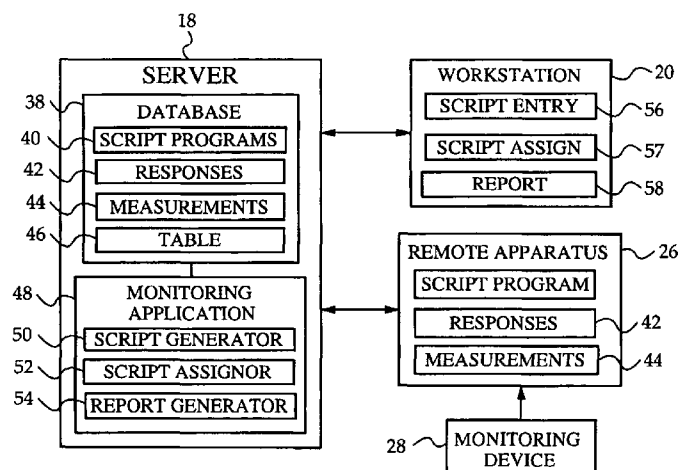 18
SERVER
38
DATABASE
40
SCRIPT PROGRAMS
42
RESPONSES
44
MEASUREMENTS
46
TABLE
48
MONITORING
APPLICATION
50
SCRIPT GENERATOR
52
SCRIPT ASSIGNOR
54
REPORT GENERATOR
WORKSTATION
20
SCRIPT ENTRY
56
SCRIPT ASSIGN
57
REPORT
58
REMOTE APPARATUS
26
SCRIPT PROGRAM
RESPONSES
42
MEASUREMENTS
44
28
MONITORING
DEVICE